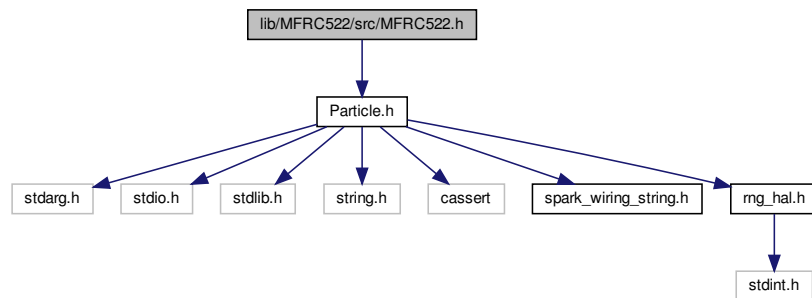 lib/MFRC522/src/MFRC522.h
Particle.h
stdarg.h
stdio.h
stdlib.h
string.h
cassert
spark_wiring_string.h
rng_hal.h
stdint.h